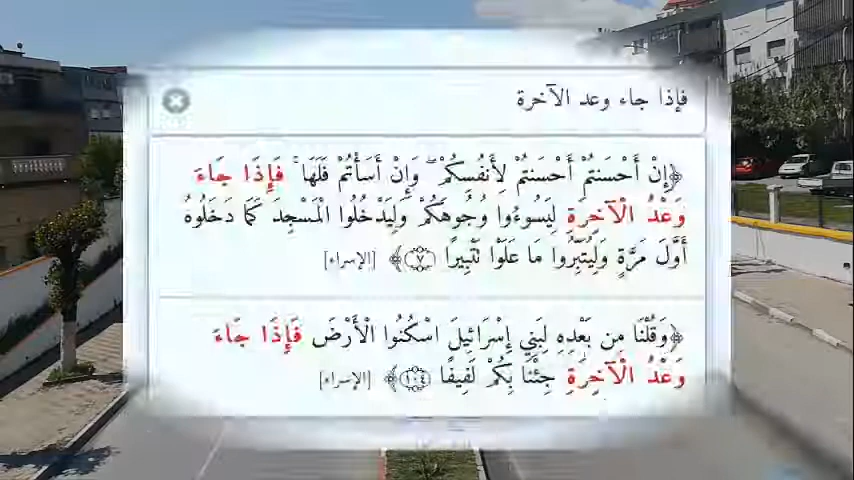 فإذا جاء وعد الآخرة
﴿إِنْ أَحْسَنتُمْ أَحْسَنتُمْ لِأَنفُسِكُمْ ۖ وَإِنْ أَسَأْتُمْ فَلَهَا ۚ فَإِذَا جَاءَ
وَعْدُ الْآخِرَةِ لِيَسُوءُوا وُجُوهَكُمْ وَلِيَدْخُلُوا الْمَسْجِدَ كَمَا دَخَلُوهُ
أَوَّلَ مَرَّةٍ وَلِيُتَبِّرُوا مَا عَلَوْا تَتْبِيرًا ﴿٧﴾ [الإسراء]
﴿وَقُلْنَا مِن بَعْدِهِ لِبَنِي إِسْرَائِيلَ اسْكُنُوا الْأَرْضَ فَإِذَا جَاءَ
وَعْدُ الْآخِرَةِ جِئْنَا بِكُمْ لَفِيفًا ﴿١٠٤﴾ [الإسراء]